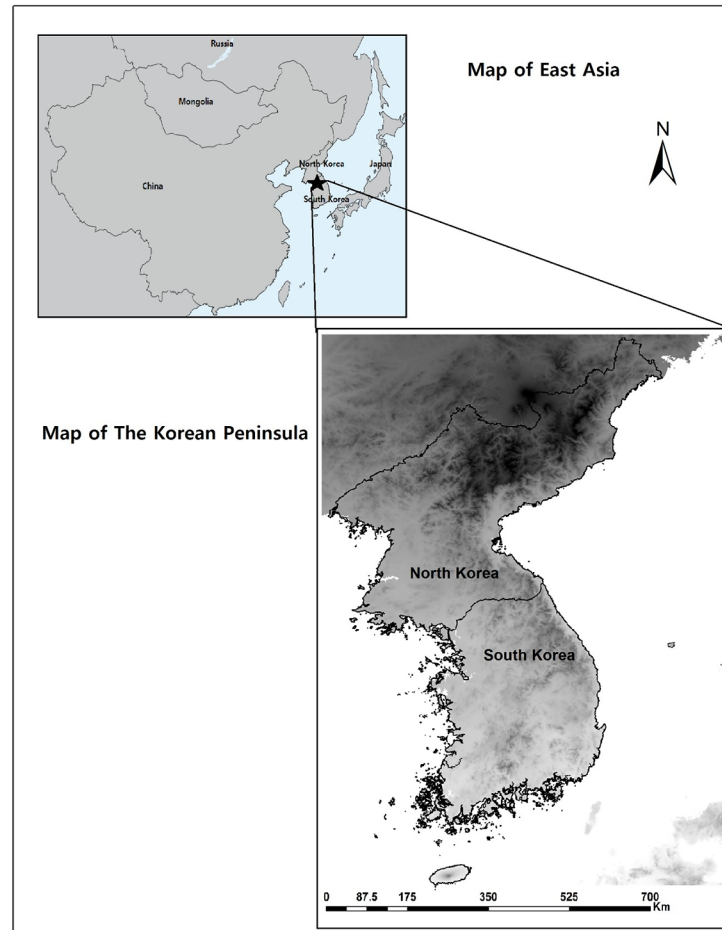 Map of East Asia
Russia
Mongolia
N
North Korea
Japan
China
South Korea
Map of The Korean Peninsula
North Korea
South Korea
0 87.5 175 350 525 700
Km